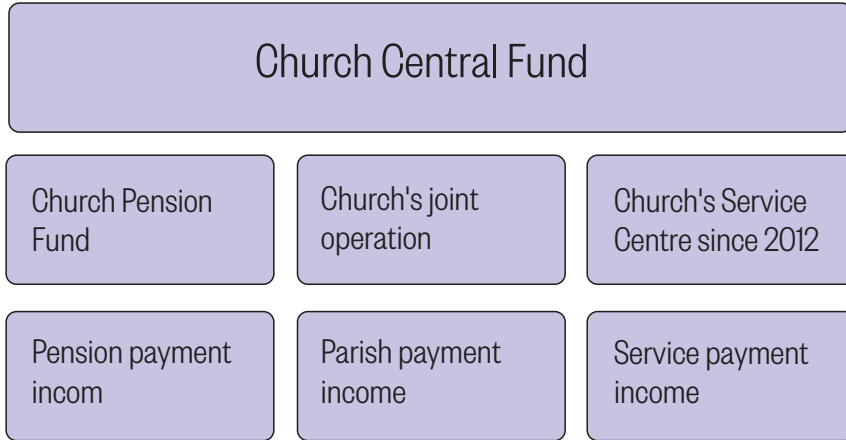 Church Central Fund
Church Pension
Fund
Church's joint
operation
Church's Service
Centre since 2012
Pension payment
incom
Parish payment
income
Service payment
income